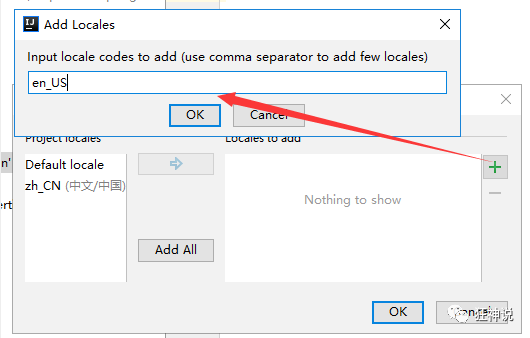 IJ
Add Locales
Input locale codes to add (use comma separator to add few locales)
en_US
OK Cancel
Project locales Locales to add
Default locale
zh_CN (中文/中国)
Nothing to show
Add All
OK
狂神说
n'
ert